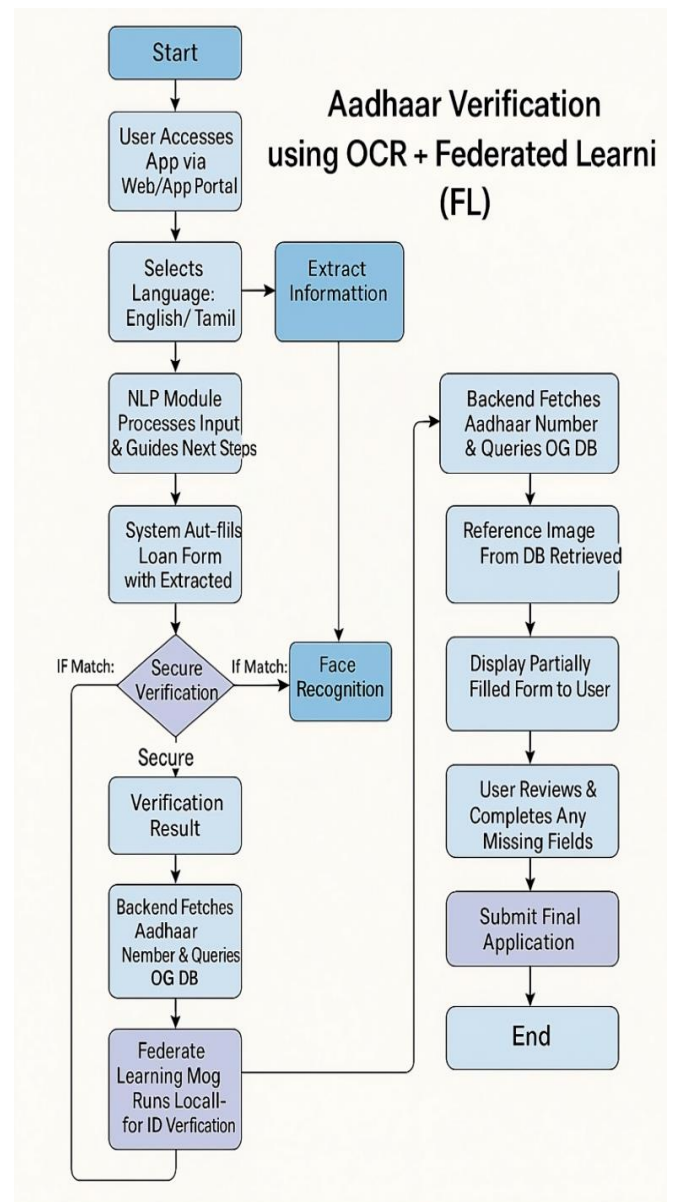 Start
Aadhaar Verification
using OCR + Federated Learni
(FL)
User Accesses
App via
Web/App Portal
Selects
Language:
English/ Tamil
Extract
Informattion
NLP Module
Processes Input
& Guides Next Steps
System Aut-flils
Loan Form
with Extracted
IF Match:
Secure
Verification
If Match:
Face
Recognition
Secure
Verification
Result
Backend Fetches
Aadhaar
Nember & Queries
OG DB
Federate
Learning Mog
Runs Locall-
for ID Verfication
Backend Fetches
Aadhaar Number
& Queries OG DB
Reference Image
From DB Retrieved
Display Partially
Filled Form to User
User Reviews &
Completes Any
Missing Fields
Submit Final
Application
End